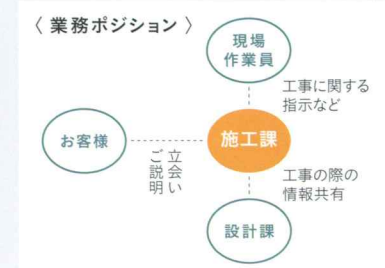 〈 業務ポジション 〉
現場
作業員
工事に関する
指示など
お客様
施工課
立会い
ご説明
工事の際の
情報共有
設計課